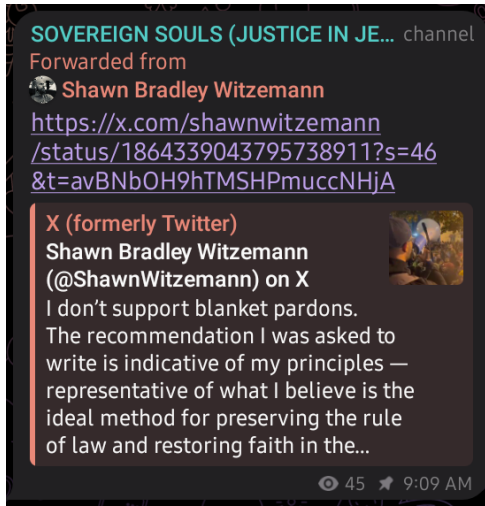 SOVEREIGN SOULS (JUSTICE IN JE... channel
Forwarded from
Shawn Bradley Witzemann
https://x.com/shawnwitzemann
/status/1864339043795738911?s=46
&t=avBNbOH9hTMSHPmuccNHjA
X (formerly Twitter)
Shawn Bradley Witzemann
(@ShawnWitzemann) on X
I don’t support blanket pardons.
The recommendation I was asked to
write is indicative of my principles —
representative of what I believe is the
ideal method for preserving the rule
of law and restoring faith in the...
45 9:09 AM